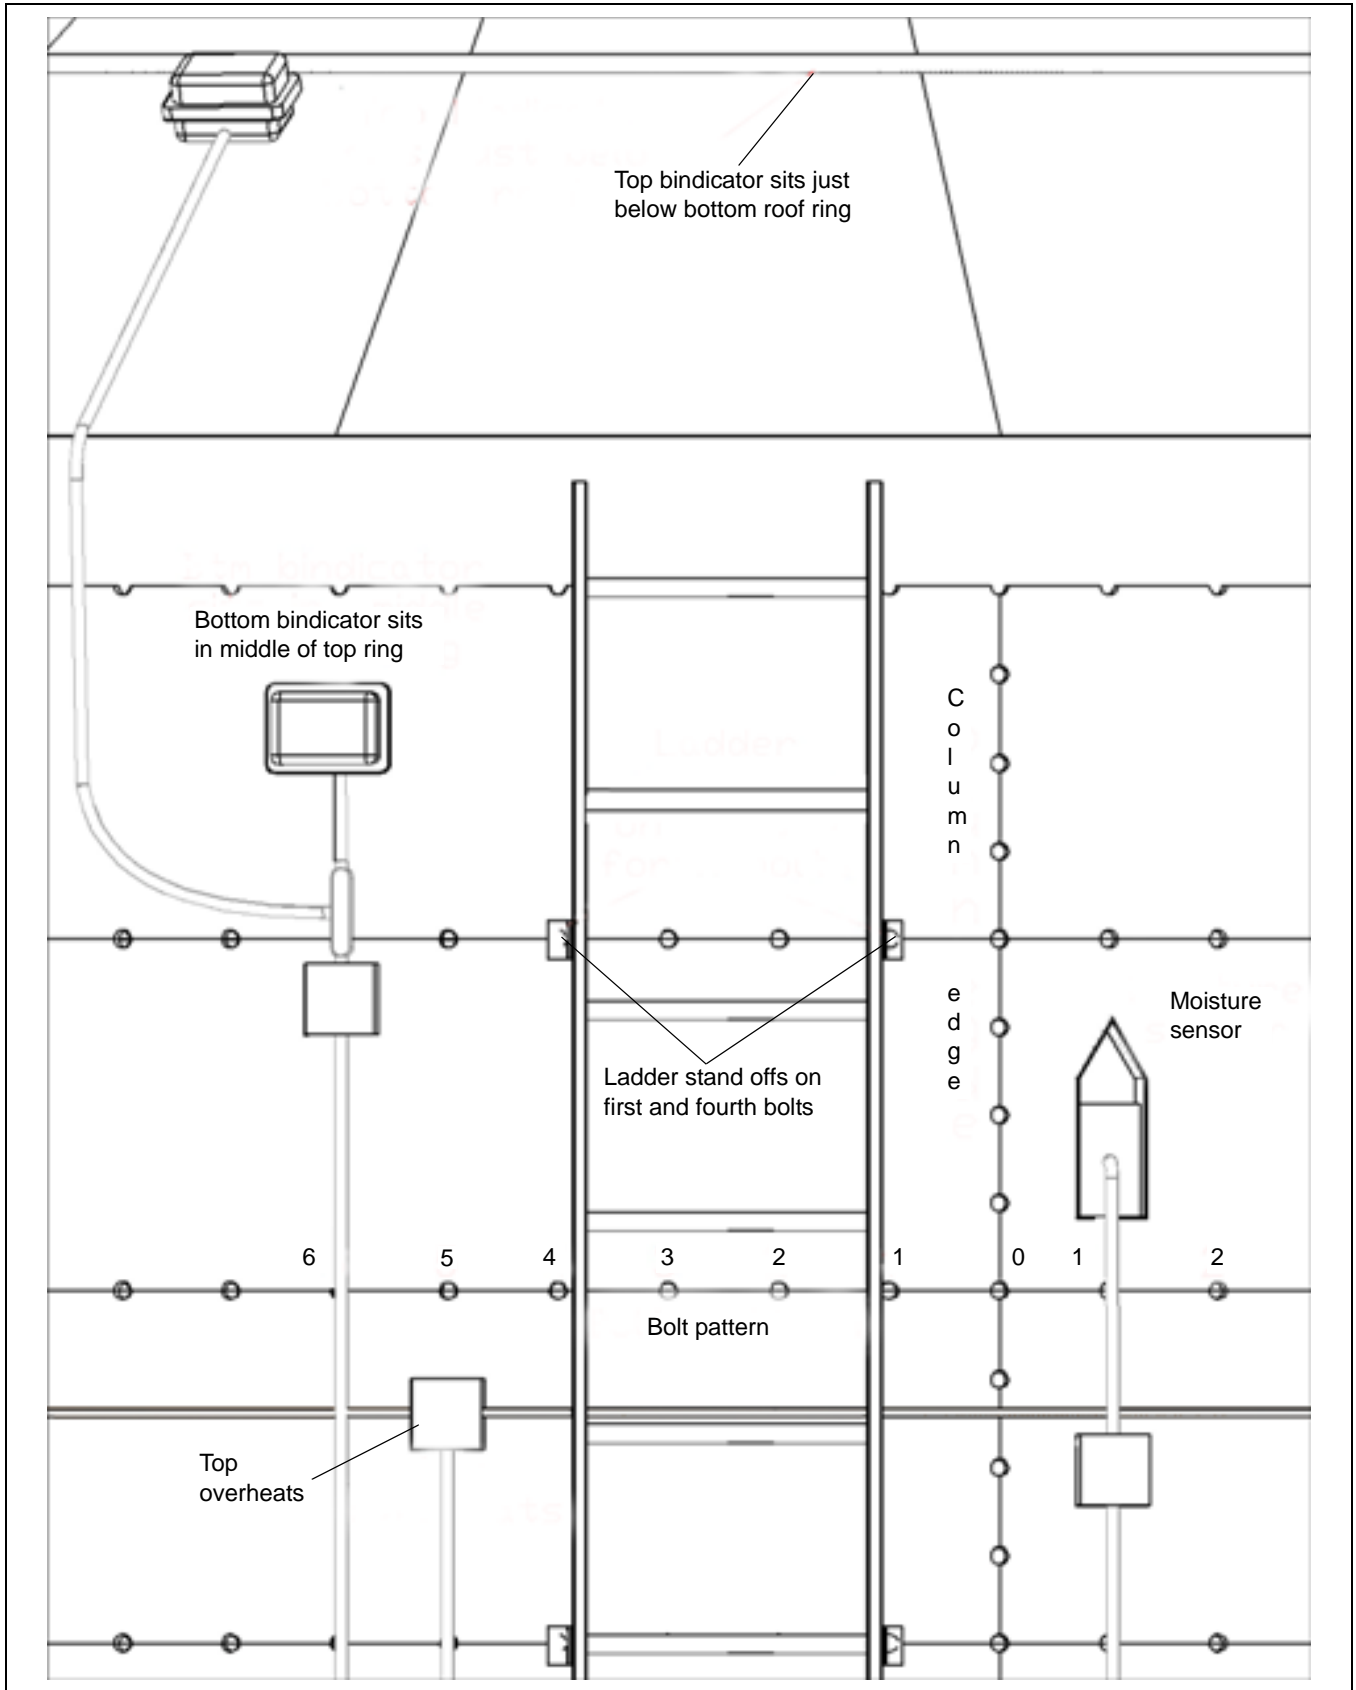 Top bindicator sits just
below bottom roof ring
Bottom bindicator sits
in middle of top ring
Column edge
Moisture
sensor
Ladder stand offs on
first and fourth bolts
6 5 4 3 2 1 0 1 2
Bolt pattern
Top
overheats